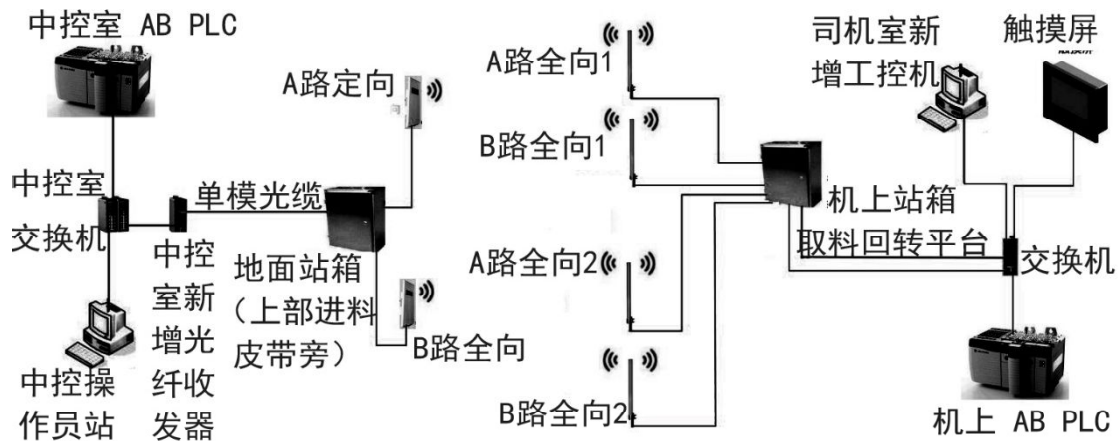 中控室 AB PLC
A路定向
中控室
交换机
单模光缆
中控
室新
增光
纤收
发器
地面站箱
（上部进料
皮带旁）
B路全向
中控操
作员站
A路全向1
B路全向1
A路全向2
B路全向2
机上站箱
取料回转平台
司机室新
增工控机
触摸屏
交换机
机上 AB PLC